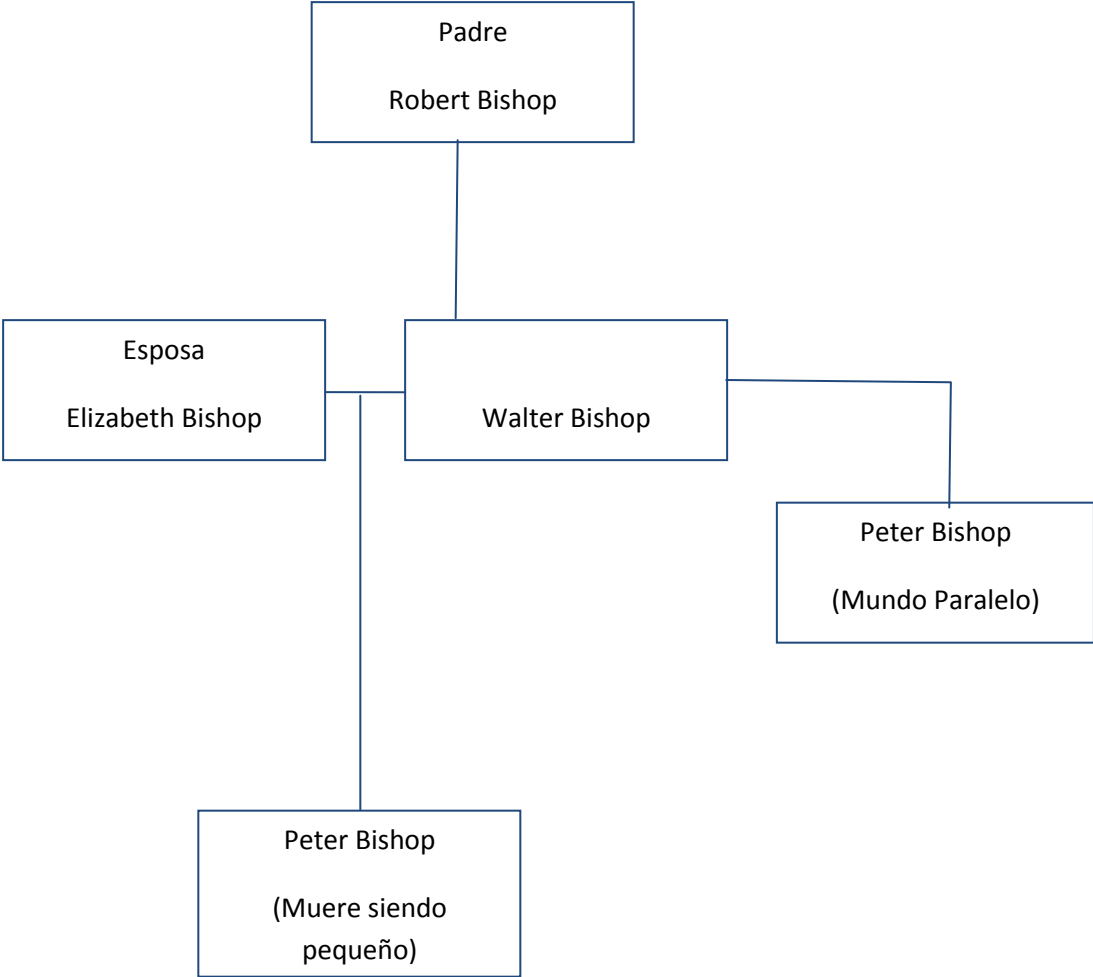 Padre
Robert Bishop
Esposa
Elizabeth Bishop
Walter Bishop
Peter Bishop
(Mundo Paralelo)
Peter Bishop
(Muere siendo
pequeño)